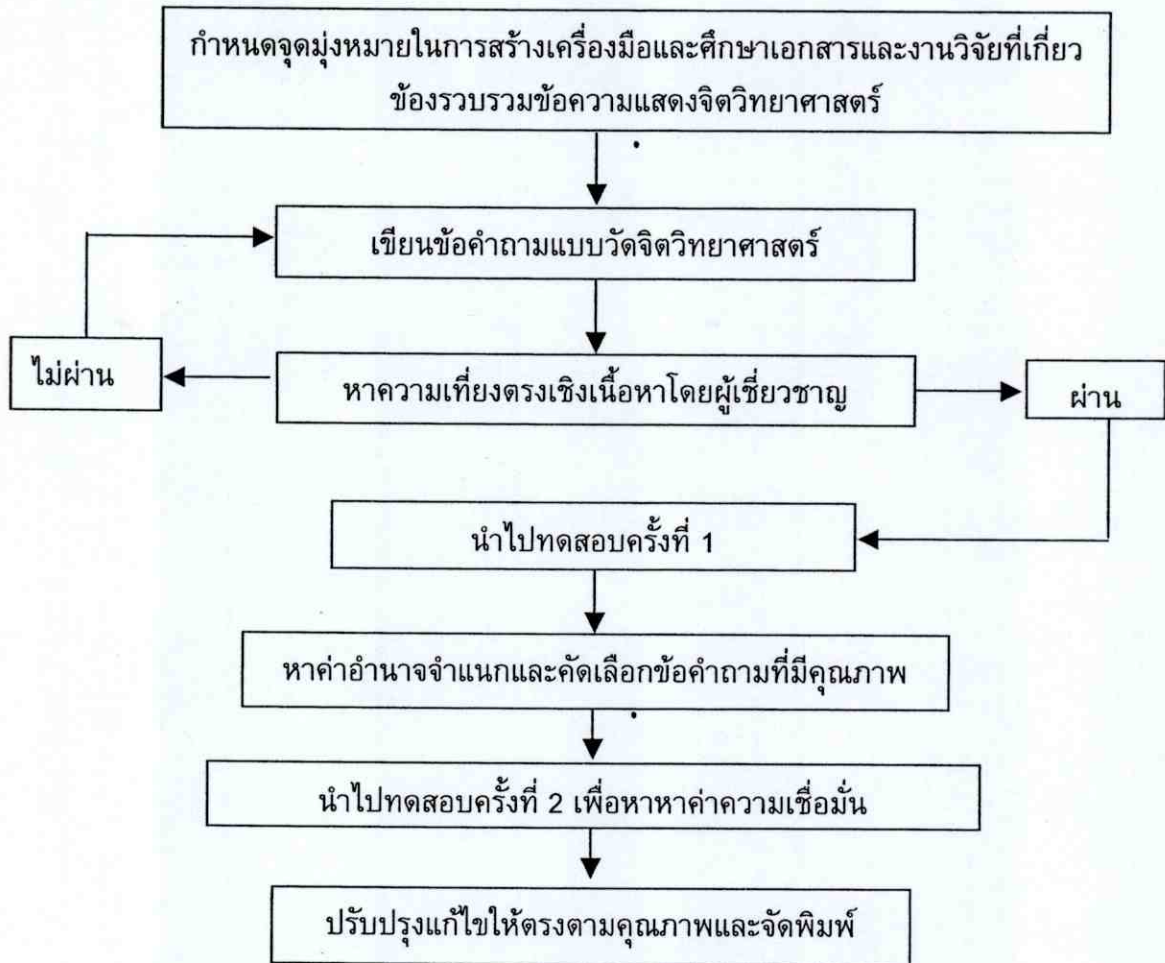 กำหนดจุดมุ่งหมายในการสร้างเครื่องมือและศึกษาเอกสารและงานวิจัยที่เกี่ยว
ข้องรวบรวมข้อความแสดงจิตวิทยาศาสตร์
เขียนข้อคำถามแบบวัดจิตวิทยาศาสตร์
ไม่ผ่าน
หาความเที่ยงตรงเชิงเนื้อหาโดยผู้เชี่ยวชาญ
ผ่าน
นำไปทดสอบครั้งที่ 1
หาค่าอำนาจจำแนกและคัดเลือกข้อคำถามที่มีคุณภาพ
นำไปทดสอบครั้งที่ 2 เพื่อหาหาค่าความเชื่อมั่น
ปรับปรุงแก้ไขให้ตรงตามคุณภาพและจัดพิมพ์